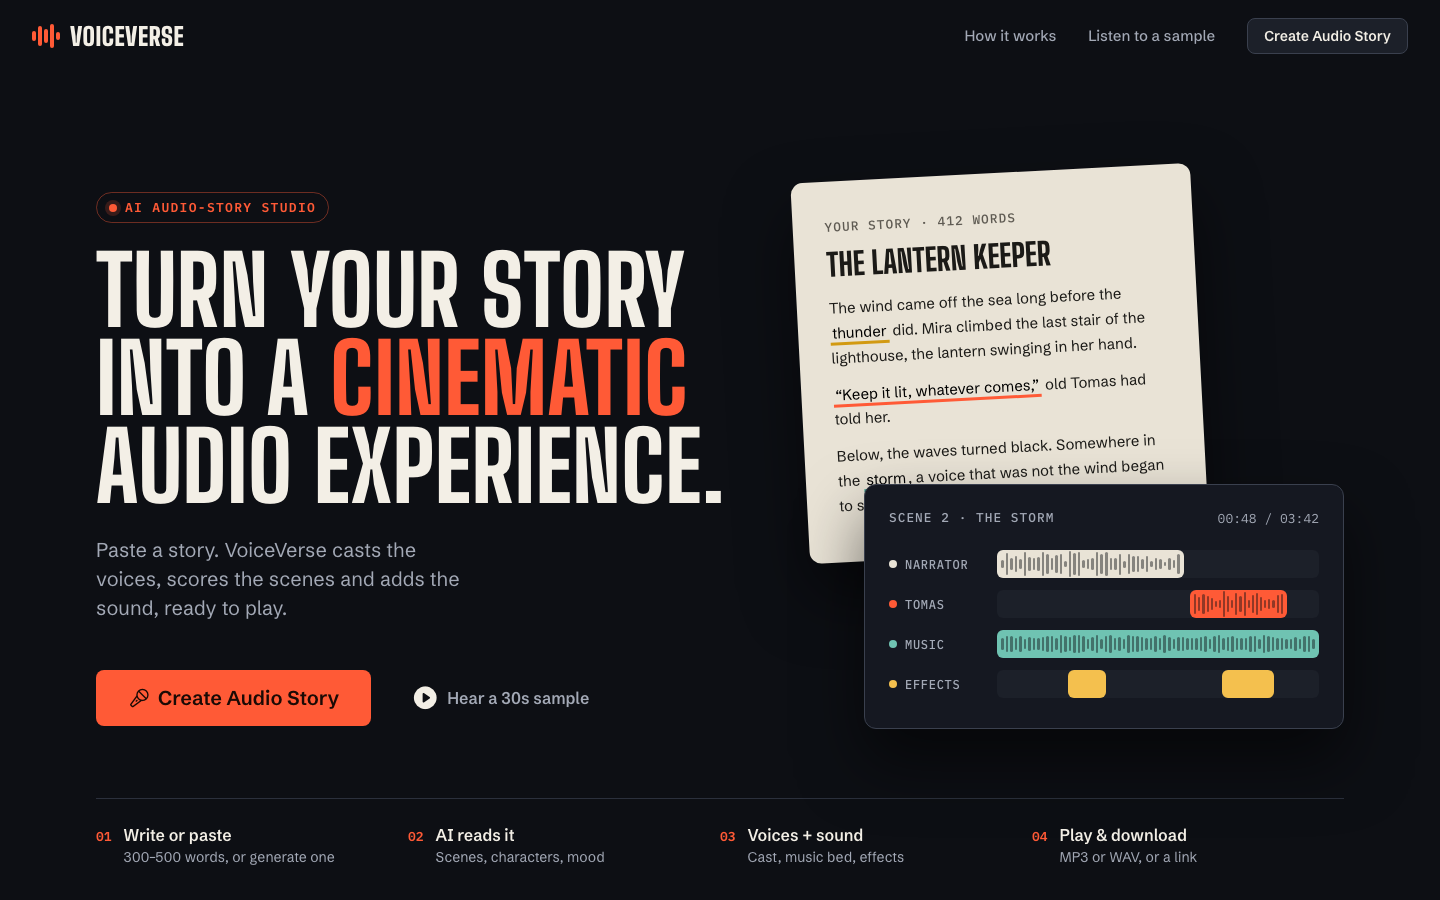 VOICEVERSE
How it works
Listen to a sample
Create Audio Story
AI AUDIO-STORY STUDIO
TURN YOUR STORY
INTO A CINEMATIC
AUDIO EXPERIENCE.
Paste a story. VoiceVerse casts the
voices, scores the scenes and adds the
sound, ready to play.
Create Audio Story
Hear a 30s sample
YOUR STORY · 412 WORDS
THE LANTERN KEEPER
The wind came off the sea long before the
thunder did. Mira climbed the last stair of the
lighthouse, the lantern swinging in her hand.
“Keep it lit, whatever comes,” old Tomas had
told her.
Below, the waves turned black. Somewhere in
the storm, a voice that was not the wind began
to s
SCENE 2 · THE STORM
00:48 / 03:42
NARRATOR
TOMAS
MUSIC
EFFECTS
01 Write or paste
300–500 words, or generate one
02 AI reads it
Scenes, characters, mood
03 Voices + sound
Cast, music bed, effects
04 Play & download
MP3 or WAV, or a link